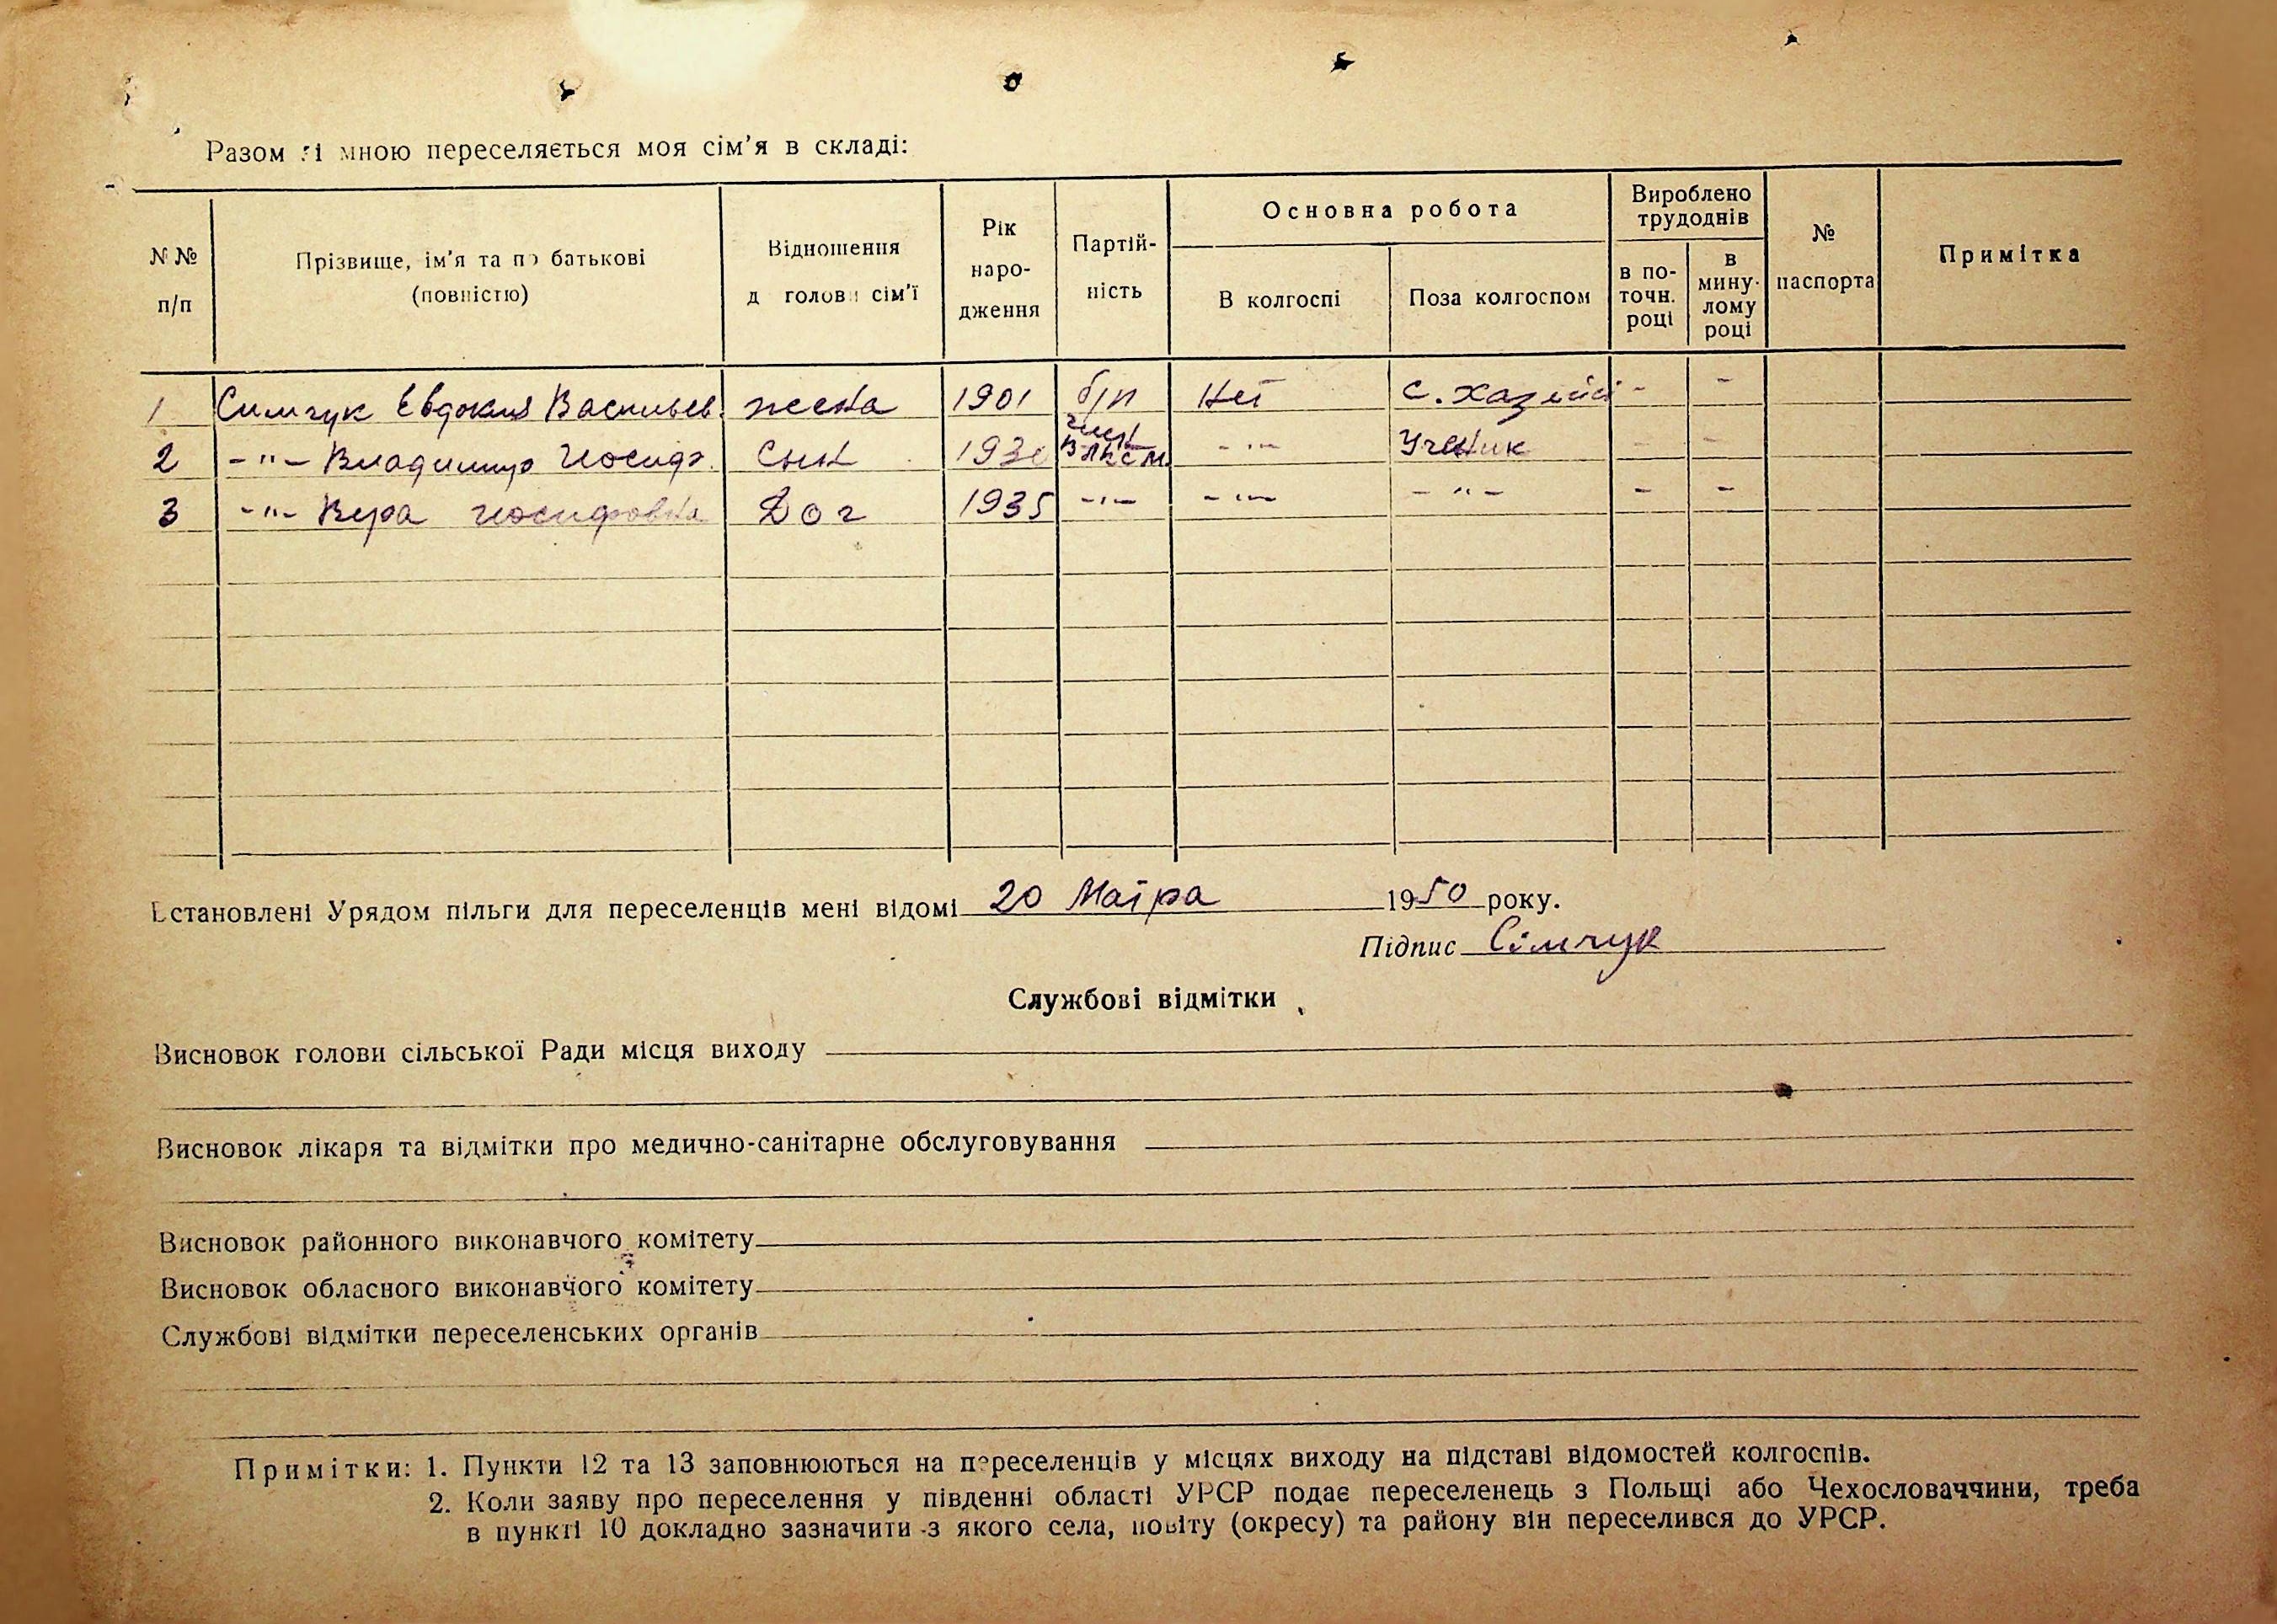 Разом зі мною переселяється моя сім'я в складі:
№ № п/п
Прізвище, ім'я та по батькові (повністю)
Відношення д голови сім'ї
Рік народження
Партійність
Основна робота
В колгоспі
Поза колгоспом
Вироблено трудоднів
в поточн. році
в минулому році
№ паспорта
Примітка
1 Симчук Евдокия Васильев. жена 1901 б/п Нет С. - -
2 -"- Владимир Иосиф. Сын член ВЛКСМ -"- Ученик - -
3 -"- Вера Иосифовна Доч 1935 -"- -"- -"- - -
Встановлені Урядом пільги для переселенців мені відомі 20 Марта 1950 року.
Підпис Сімчук
Службові відмітки
Висновок голови сільської Ради місця виходу
Висновок лікаря та відмітки про медично-санітарне обслуговування
Висновок районного виконавчого комітету
Висновок обласного виконавчого комітету
Службові відмітки переселенських органів
Примітки: 1. Пункти 12 та 13 заповнюються на переселенців у місцях виходу на підставі відомостей колгоспів.
2. Коли заяву про переселення у південні області УРСР подає переселенець з Польщі або Чехословаччини, треба
в пункті 10 докладно зазначити з якого села, повіту (окресу) та району він переселився до УРСР.